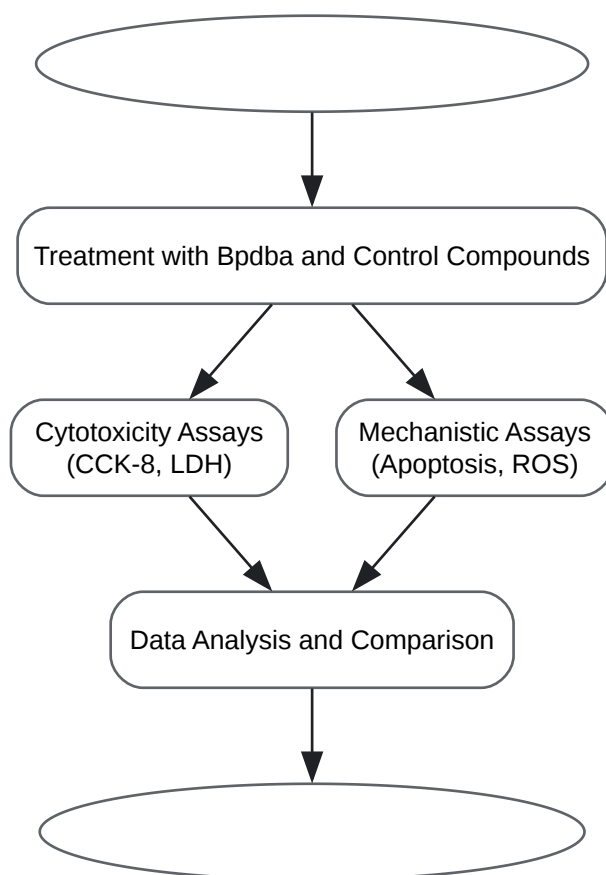 Treatment with Bpdba and Control Compounds
Cytotoxicity Assays
(CCK-8, LDH)
Mechanistic Assays
(Apoptosis, ROS)
Data Analysis and Comparison